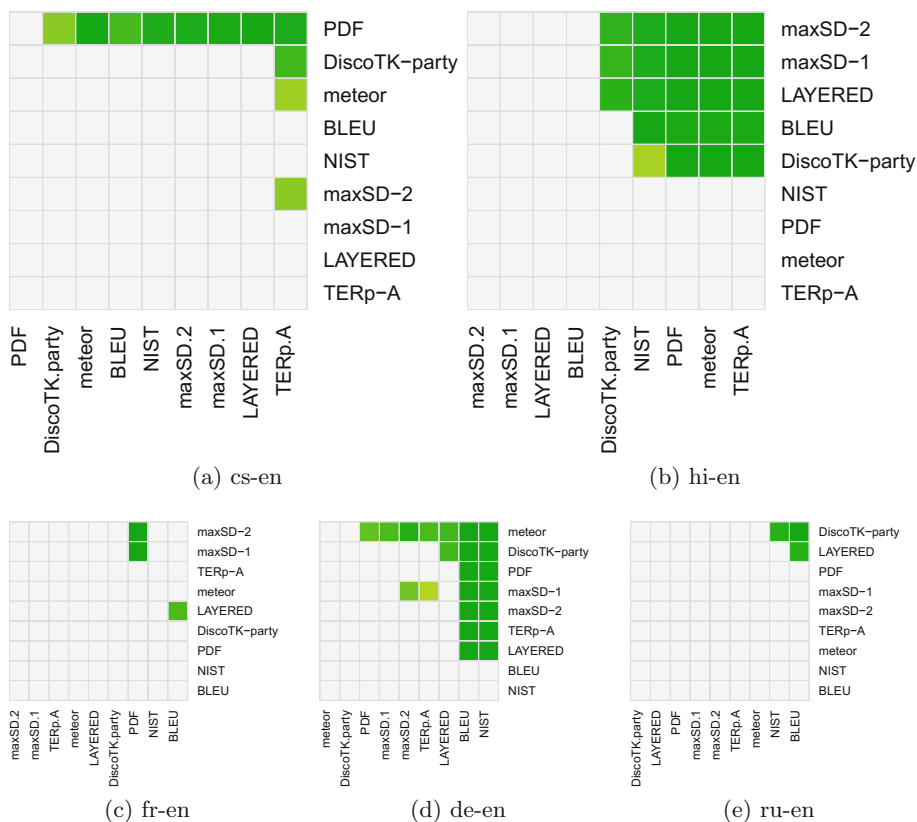 PDF
DiscoTK−party
meteor
BLEU
NIST
maxSD−2
maxSD−1
LAYERED
TERp−A
PDF
DiscoTK.party
meteor
BLEU
NIST
maxSD.2
maxSD.1
LAYERED
TERp.A
(a) cs-en
maxSD−2
maxSD−1
LAYERED
BLEU
DiscoTK−party
NIST
PDF
meteor
TERp−A
maxSD.2
maxSD.1
LAYERED
BLEU
DiscoTK.party
NIST
PDF
meteor
TERp.A
(b) hi-en
maxSD−2
maxSD−1
TERp−A
meteor
LAYERED
DiscoTK−party
PDF
NIST
BLEU
maxSD.2
maxSD.1
TERp.A
meteor
LAYERED
DiscoTK.party
PDF
NIST
BLEU
(c) fr-en
meteor
DiscoTK−party
PDF
maxSD−1
maxSD−2
TERp−A
LAYERED
BLEU
NIST
meteor
DiscoTK.party
PDF
maxSD.1
maxSD.2
TERp.A
LAYERED
BLEU
NIST
(d) de-en
DiscoTK−party
LAYERED
PDF
maxSD−1
maxSD−2
TERp−A
meteor
NIST
BLEU
DiscoTK.party
LAYERED
PDF
maxSD.1
maxSD.2
TERp.A
meteor
NIST
BLEU
(e) ru-en